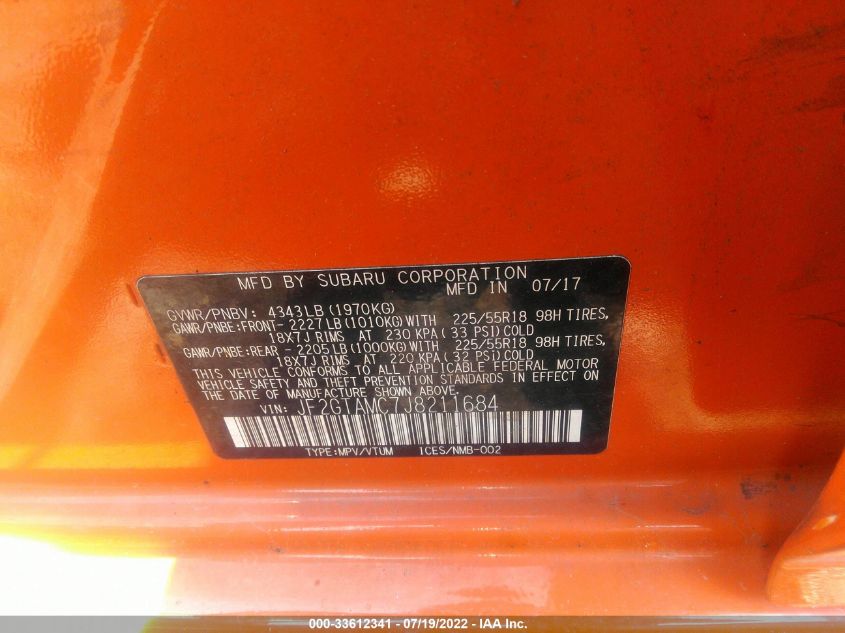 MFD BY SUBARU CORPORATION
MFD IN 07/17
GVWR/PNBV: 4343LB (1970KG)
GAWR/PNBE:FRONT- 2227LB (1010KG) WITH 225/55R18 98H TIRES,
18X7J RIMS AT 230 KPA ( 33 PSI) COLD
GAWR/PNBE:REAR - 2205LB (1000KG) WITH 225/55R18 98H TIRES,
18X7J RIMS AT 220 KPA ( 32 PSI) COLD
THIS VEHICLE CONFORMS TO ALL APPLICABLE FEDERAL MOTOR
VEHICLE SAFETY AND THEFT PREVENTION STANDARDS IN EFFECT ON
THE DATE OF MANUFACTURE SHOWN ABOVE.
VIN: JF2GTAMC7J8211684
TYPE:MPV/VTUM ICES/NMB-002
000-33612341 - 07/19/2022 - IAA Inc.